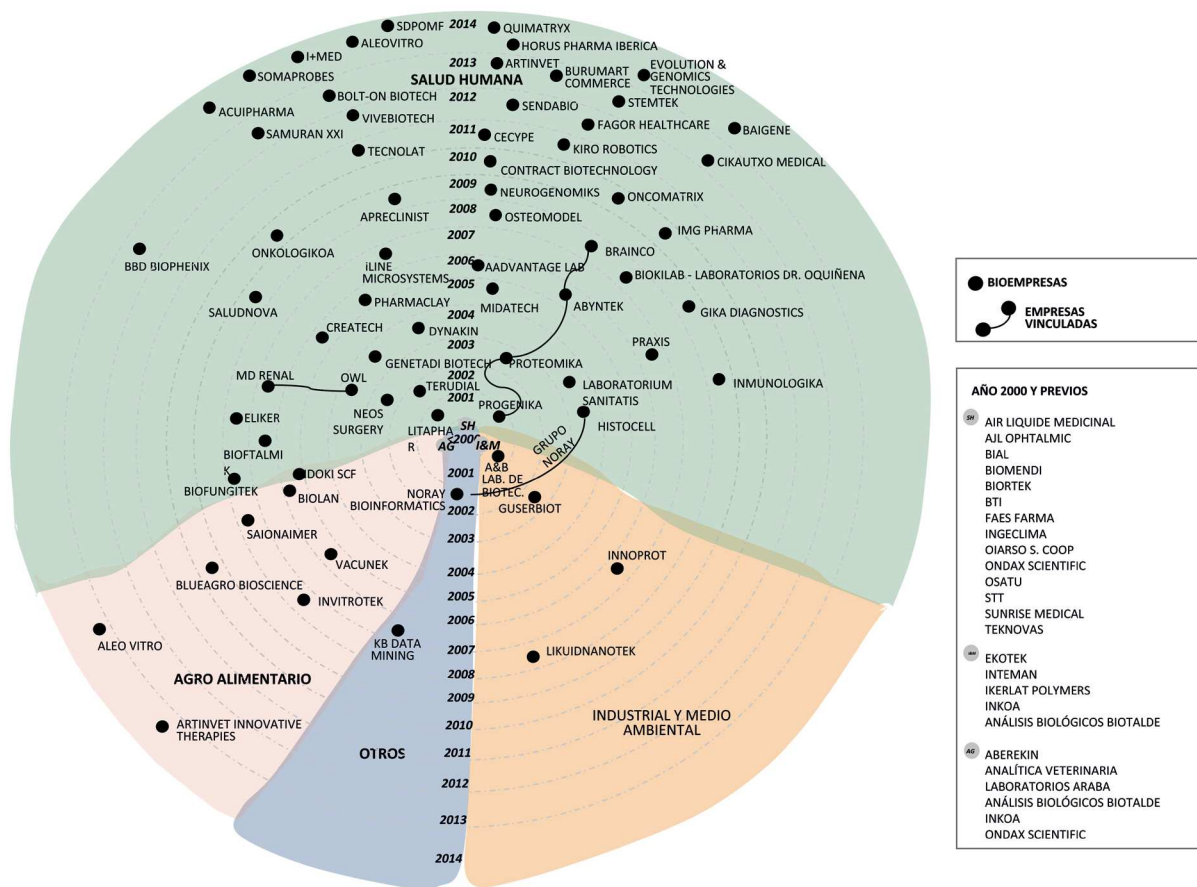 SDPOMF
2014
QUIMATRYX
ALEOVITRO
HORUS PHARMA IBERICA
I+MED
2013
ARTINVET
SOMAPROBES
SALUD HUMANA
BURUMART
COMMERCE
EVOLUTION &
GENOMICS
TECHNOLOGIES
BOLT-ON BIOTECH
2012
SENDABIO
STEMTEK
ACUIPHARMA
VIVEBIOTECH
SAMURAN XXI
2011
CECYPE
FAGOR HEALTHCARE
BAIGENE
TECNOLAT
KIRO ROBOTICS
2010
CONTRACT BIOTECHNOLOGY
CIKAUTXO MEDICAL
2009
NEUROGENOMIKS
ONCOMATRIX
APRECLINIST
2008
OSTEOMODEL
2007
IMG PHARMA
ONKOLOGIKOA
BRAINCO
BBD BIOPHENIX
iLINE
MICROSYSTEMS
2006
AADVANTAGE LAB
BIOKILAB - LABORATORIOS DR. OQUIÑENA
2005
MIDATECH
ABYNTEK
SALUDNOVA
PHARMACLAY
GIKA DIAGNOSTICS
2004
CREATECH
DYNAKIN
2003
GENETADI BIOTECH
PROTEOMIKA
PRAXIS
MD RENAL
OWL
2002
TERUDIAL
LABORATORIUM
SANITATIS
INMUNOLOGIKA
2001
NEOS
SURGERY
PROGENIKA
ELIKER
LITAPHA
R
SH
HISTOCELL
BIOFTALMI
K
AG
I&M
GRUPO
NORAY
A&B
LAB. DE
BIOTEC.
IDOKI SCF
2001
BIOFUNGITEK
BIOLAN
NORAY
BIOINFORMATICS
GUSERBIOT
2002
SAIONAIMER
2003
VACUNEK
INNOPROT
2004
BLUEAGRO BIOSCIENCE
INVITROTEK
2005
2006
ALEO VITRO
KB DATA
MINING
2007
LIKUIDNANOTEK
AGRO ALIMENTARIO
2008
2009
ARTINVET INNOVATIVE
THERAPIES
2010
INDUSTRIAL Y MEDIO
AMBIENTAL
OTROS
2011
2012
2013
2014
BIOEMPRESAS
EMPRESAS
VINCULADAS
AÑO 2000 Y PREVIOS
SH
AIR LIQUIDE MEDICINAL
AJL OPHTALMIC
BIAL
BIOMENDI
BIORTEK
BTI
FAES FARMA
INGECLIMA
OIARSO S. COOP
ONDAX SCIENTIFIC
OSATU
STT
SUNRISE MEDICAL
TEKNOVAS
I&M
EKOTEK
INTEMAN
IKERLAT POLYMERS
INKOA
ANÁLISIS BIOLÓGICOS BIOTALDE
AG
ABEREKIN
ANALÍTICA VETERINARIA
LABORATORIOS ARABA
ANÁLISIS BIOLÓGICOS BIOTALDE
INKOA
ONDAX SCIENTIFIC